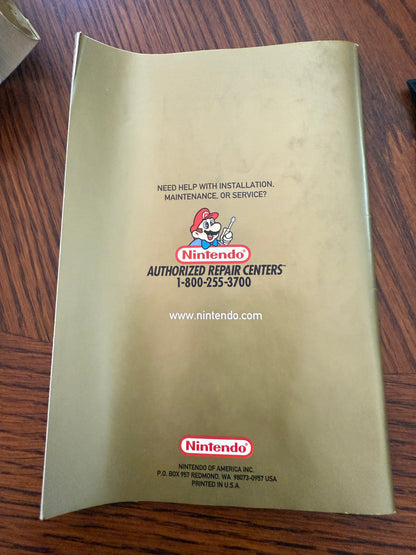 NEED HELP WITH INSTALLATION,
MAINTENANCE, OR SERVICE?
Nintendo®
AUTHORIZED REPAIR CENTERS℠
1-800-255-3700
www.nintendo.com
Nintendo®
NINTENDO OF AMERICA INC.
P.O. BOX 957 REDMOND, WA 98073-0957 USA
PRINTED IN U.S.A.